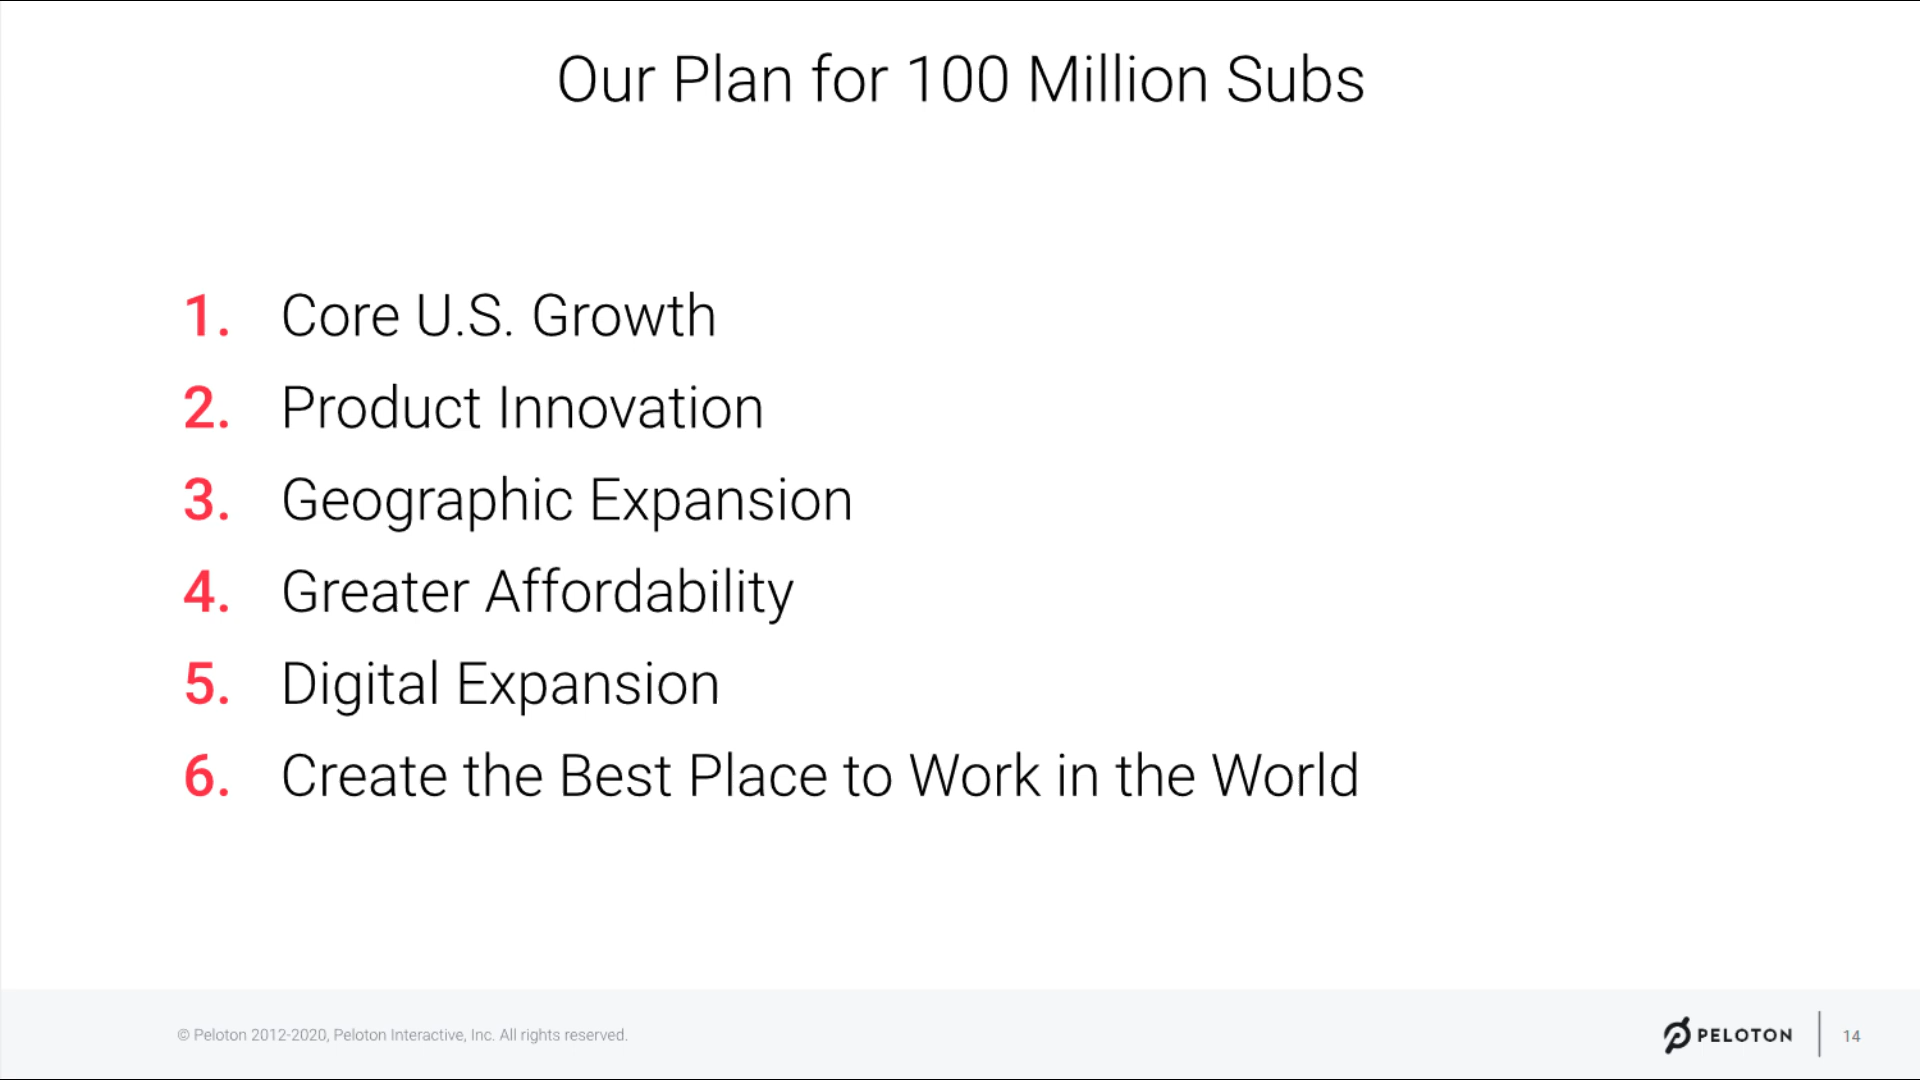 Our Plan for 100 Million Subs
1. Core U.S. Growth
2. Product Innovation
3. Geographic Expansion
4. Greater Affordability
5. Digital Expansion
6. Create the Best Place to Work in the World
© Peloton 2012-2020, Peloton Interactive, Inc. All rights reserved.
PELOTON
14